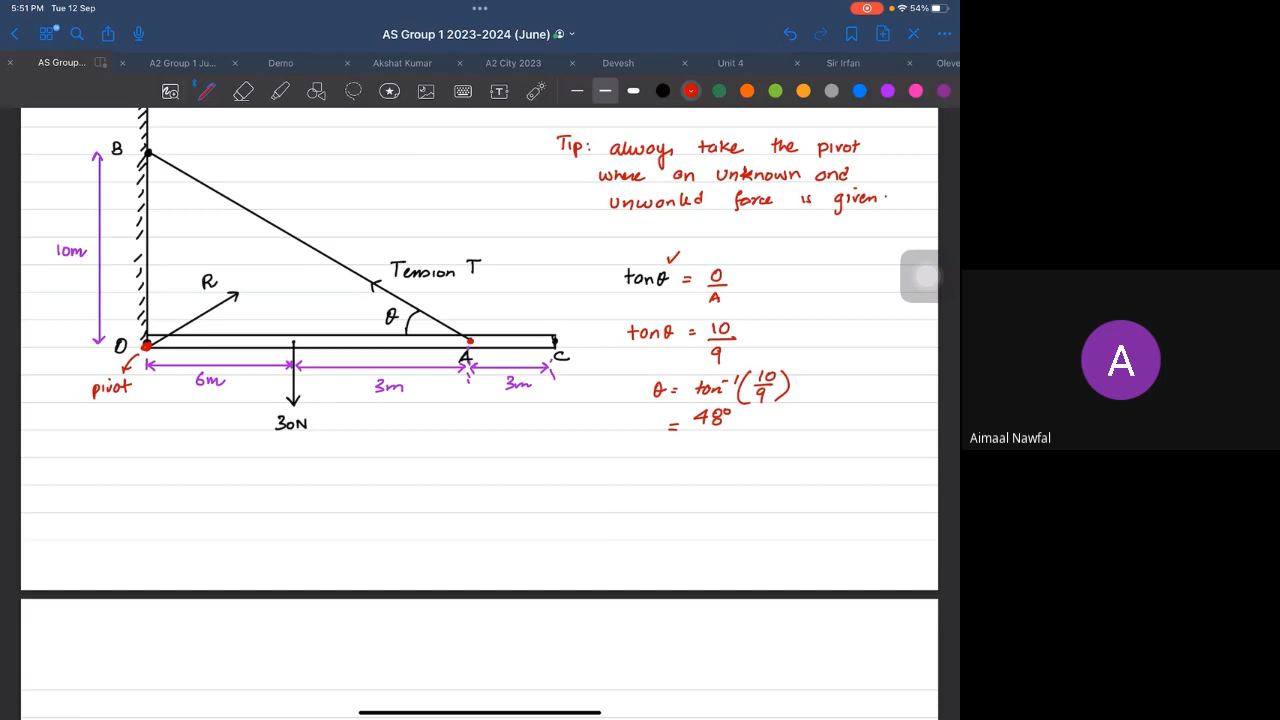 5:51 PM Tue 12 Sep
54%
AS Group 1 2023-2024 (June)
AS Group...
A2 Group 1 Ju...
Demo
Akshat Kumar
A2 City 2023
Devesh
Unit 4
Sir Irfan
Oleve
B
10m
R
Tension T
θ
O
A
C
pivot
6m
3m
3m
30N
Tip: always take the pivot
where an unknown and
unwonted force is given.
tanθ = O/A
tanθ = 10/9
θ = tan⁻¹(10/9)
= 48°
A
Aimaal Nawfal